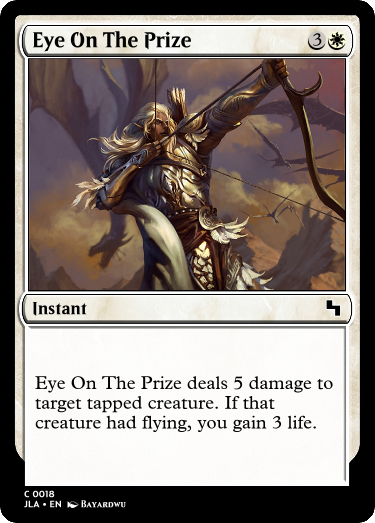 Eye On The Prize 3
Instant
Eye On The Prize deals 5 damage to
target tapped creature. If that
creature had flying, you gain 3 life.
C 0018
JLA • EN Bayardwu